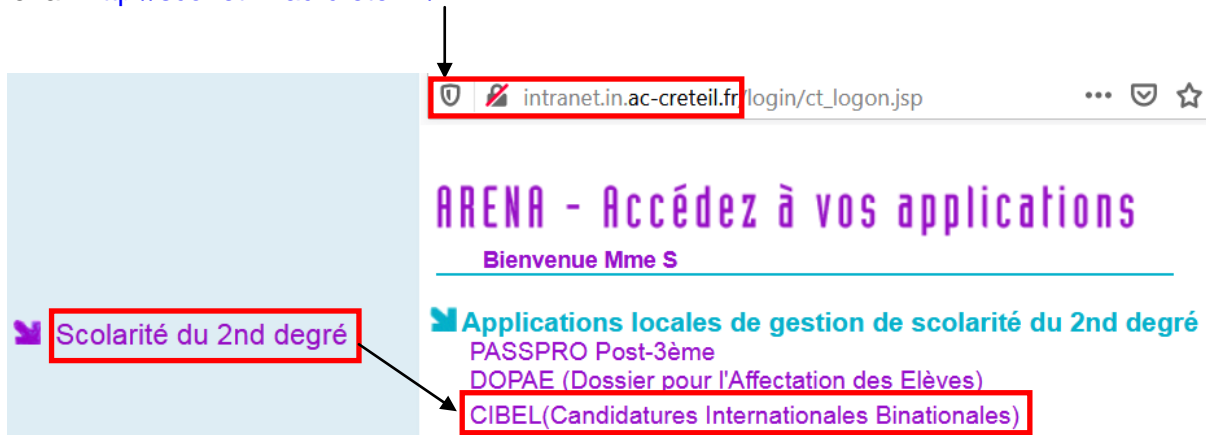 intranet.in.ac-creteil.fr/login/ct_logon.jsp
ARENA - Accédez à vos applications
Bienvenue Mme S
Scolarité du 2nd degré
Applications locales de gestion de scolarité du 2nd degré
PASSPRO Post-3ème
DOPAE (Dossier pour l'Affectation des Elèves)
CIBEL(Candidatures Internationales Binationales)